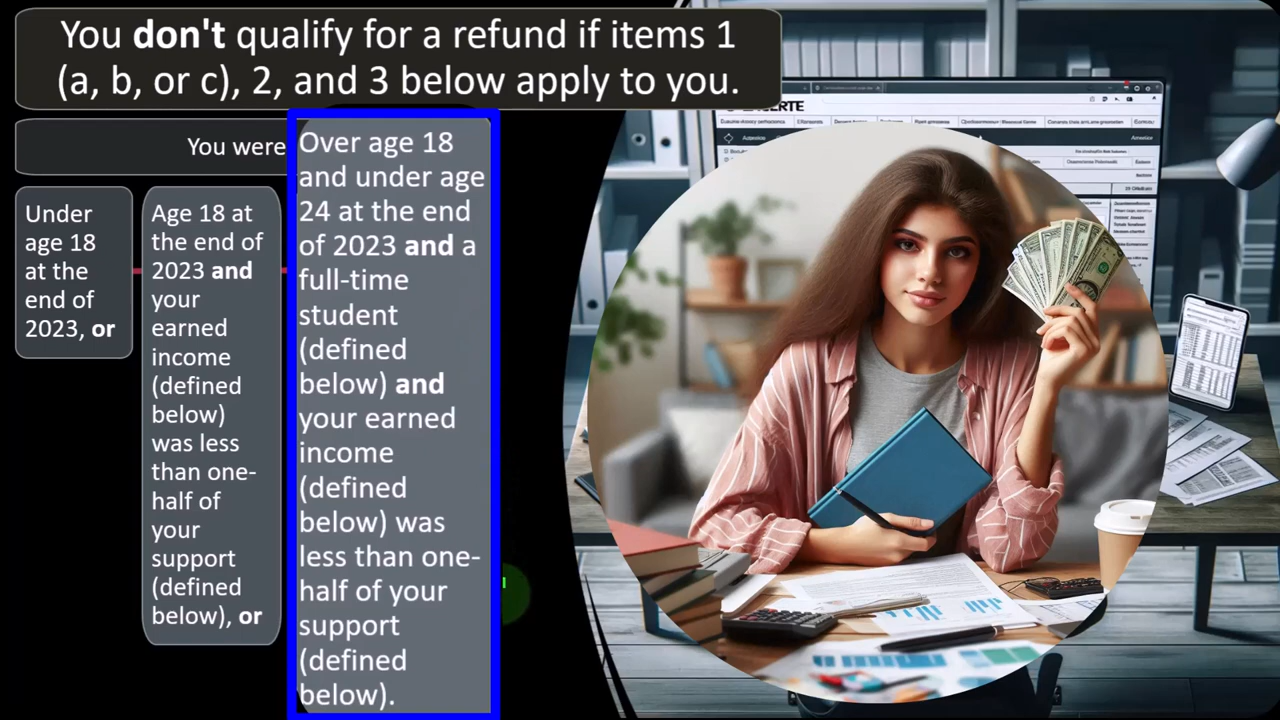 You don't qualify for a refund if items 1
(a, b, or c), 2, and 3 below apply to you.
You were
Under
age 18
at the
end of
2023, or
Age 18 at
the end of
2023 and
your
earned
income
(defined
below)
was less
than one-
half of
your
support
(defined
below), or
Over age 18
and under age
24 at the end
of 2023 and a
full-time
student
(defined
below) and
your earned
income
(defined
below) was
less than one-
half of your
support
(defined
below).